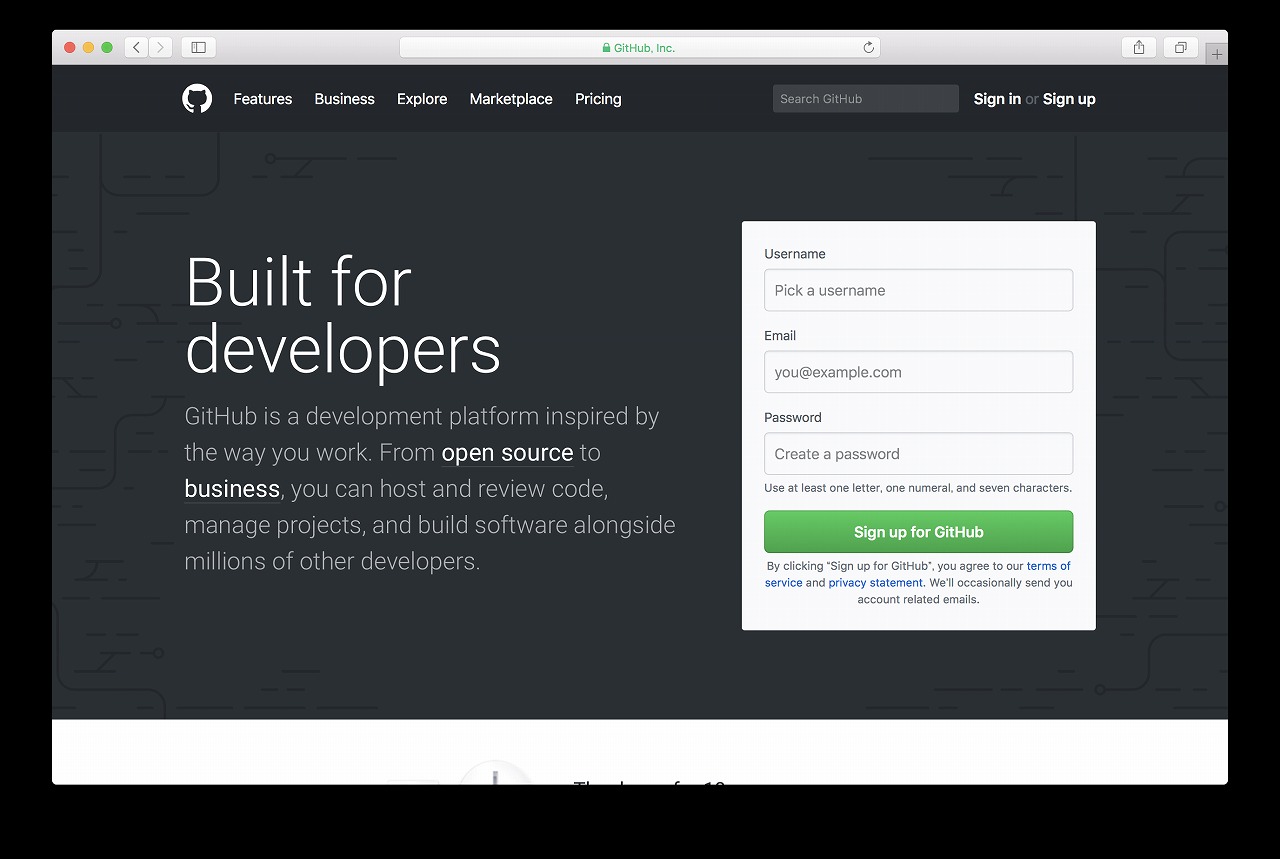 GitHub, Inc.
Features Business Explore Marketplace Pricing Search GitHub Sign in or Sign up
Built for
developers
GitHub is a development platform inspired by
the way you work. From open source to
business, you can host and review code,
manage projects, and build software alongside
millions of other developers.
Username
Pick a username
Email
you@example.com
Password
Create a password
Use at least one letter, one numeral, and seven characters.
Sign up for GitHub
By clicking “Sign up for GitHub”, you agree to our terms of
service and privacy statement. We’ll occasionally send you
account related emails.